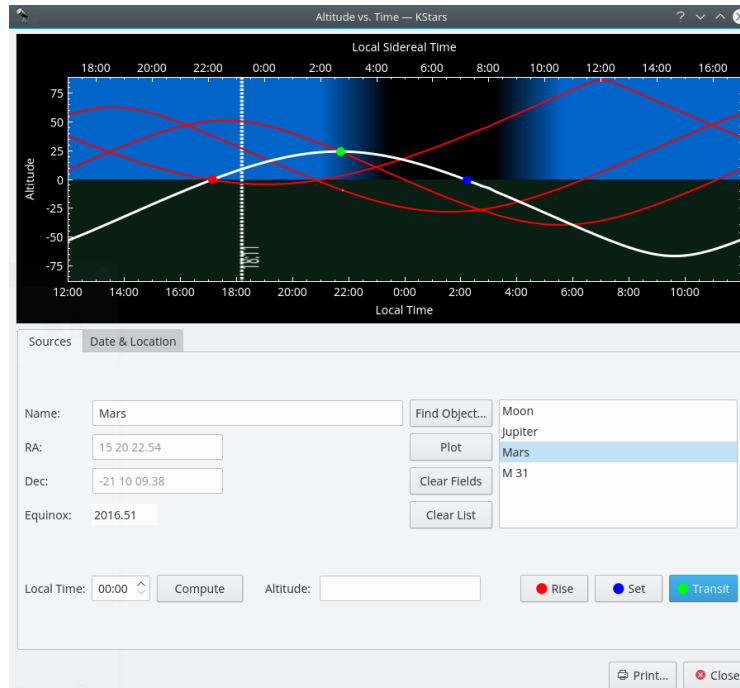 Altitude vs. Time — KStars
Local Sidereal Time
18:00 20:00 22:00 0:00 2:00 4:00 6:00 8:00 10:00 12:00 14:00 16:00
75
50
25
0
-25
-50
-75
Altitude
18:11
12:00 14:00 16:00 18:00 20:00 22:00 0:00 2:00 4:00 6:00 8:00 10:00
Local Time
Sources Date & Location
Name: Mars Find Object... Moon
Jupiter
RA: 15 20 22.54 Plot Mars
Dec: -21 10 09.38 Clear Fields M 31
Equinox: 2016.51 Clear List
Local Time: 00:00 Compute Altitude: Rise Set Transit
Print... Close